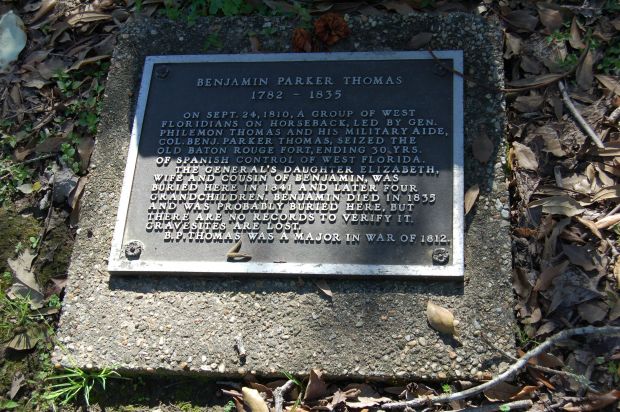 BENJAMIN PARKER THOMAS
1782 - 1835
ON SEPT. 24, 1810, A GROUP OF WEST
FLORIDIANS ON HORSEBACK, LED BY GEN.
PHILEMON THOMAS AND HIS MILITARY AIDE,
COL. BENJ. PARKER THOMAS, SEIZED THE
OLD BATON ROUGE FORT, ENDING 30 YRS.
OF SPANISH CONTROL OF WEST FLORIDA.
THE GENERAL'S DAUGHTER ELIZABETH,
WIFE AND COUSIN OF BENJAMIN, WAS
BURIED HERE IN 1841 AND LATER FOUR
GRANDCHILDREN. BENJAMIN DIED IN 1835
AND WAS PROBABLY BURIED HERE, BUT
THERE ARE NO RECORDS TO VERIFY IT.
GRAVESITES ARE LOST.
B.P. THOMAS WAS A MAJOR IN WAR OF 1812.